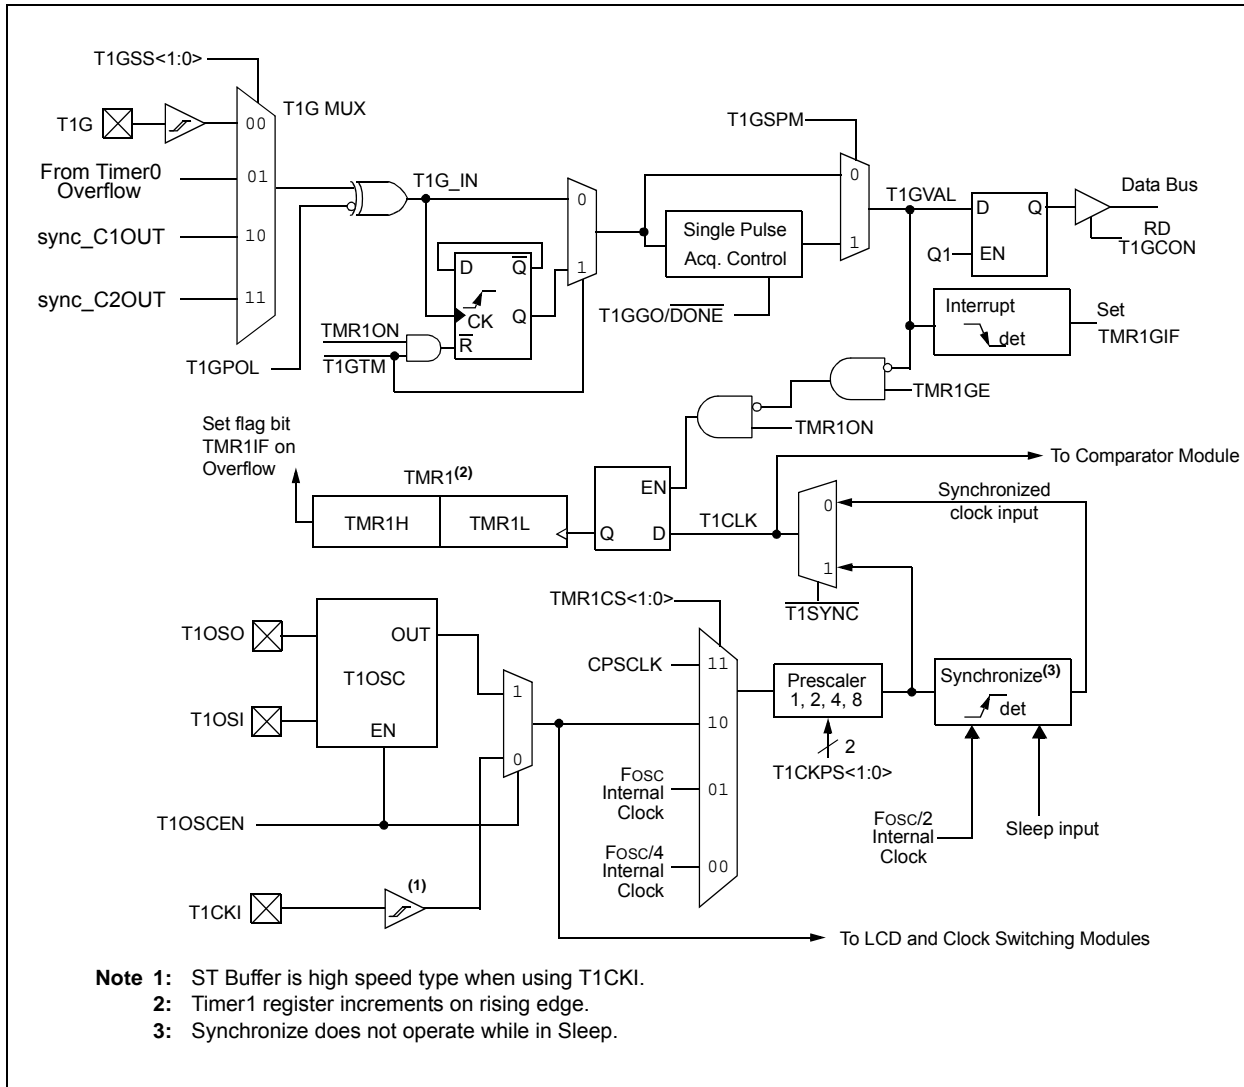 T1GSS<1:0>
T1G MUX
T1G
00
From Timer0
Overflow
01
sync_C1OUT
10
sync_C2OUT
11
T1GPOL
T1G_IN
0
1
D
Q
CK
Q
R
TMR1ON
T1GTM
T1GSPM
0
1
Single Pulse
Acq. Control
T1GGO/DONE
T1GVAL
D
Q
Q1
EN
Data Bus
RD
T1GCON
Interrupt
det
Set
TMR1GIF
TMR1GE
TMR1ON
Set flag bit
TMR1IF on
Overflow
TMR1(2)
TMR1H
TMR1L
EN
Q
D
T1CLK
To Comparator Module
0
1
Synchronized
clock input
T1SYNC
TMR1CS<1:0>
T1OSO
T1OSI
OUT
T1OSC
EN
1
0
T1OSCEN
T1CKI
(1)
CPSCLK
11
10
FOSC
Internal
Clock
01
FOSC/4
Internal
Clock
00
Prescaler
1, 2, 4, 8
2
T1CKPS<1:0>
Synchronize(3)
det
FOSC/2
Internal
Clock
Sleep input
To LCD and Clock Switching Modules
Note 1: ST Buffer is high speed type when using T1CKI.
2: Timer1 register increments on rising edge.
3: Synchronize does not operate while in Sleep.